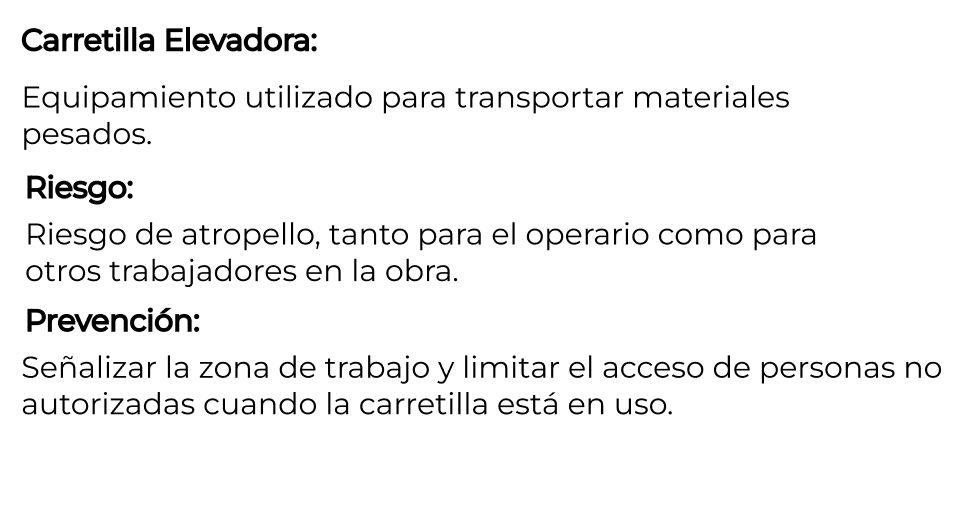 Carretilla Elevadora:
Equipamiento utilizado para transportar materiales
pesados.
Riesgo:
Riesgo de atropello, tanto para el operario como para
otros trabajadores en la obra.
Prevención:
Señalizar la zona de trabajo y limitar el acceso de personas no
autorizadas cuando la carretilla está en uso.